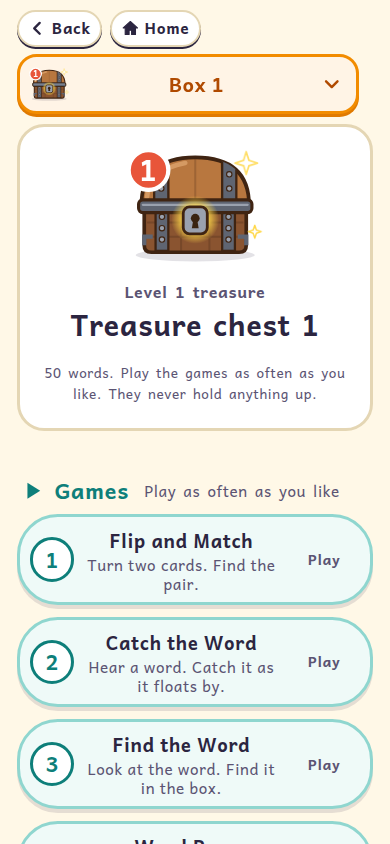 Back
Home
1
Box 1
1
Level 1 treasure
Treasure chest 1
50 words. Play the games as often as you
like. They never hold anything up.
Games
Play as often as you like
1
Flip and Match
Turn two cards. Find the
pair.
Play
2
Catch the Word
Hear a word. Catch it as
it floats by.
Play
3
Find the Word
Look at the word. Find it
in the box.
Play